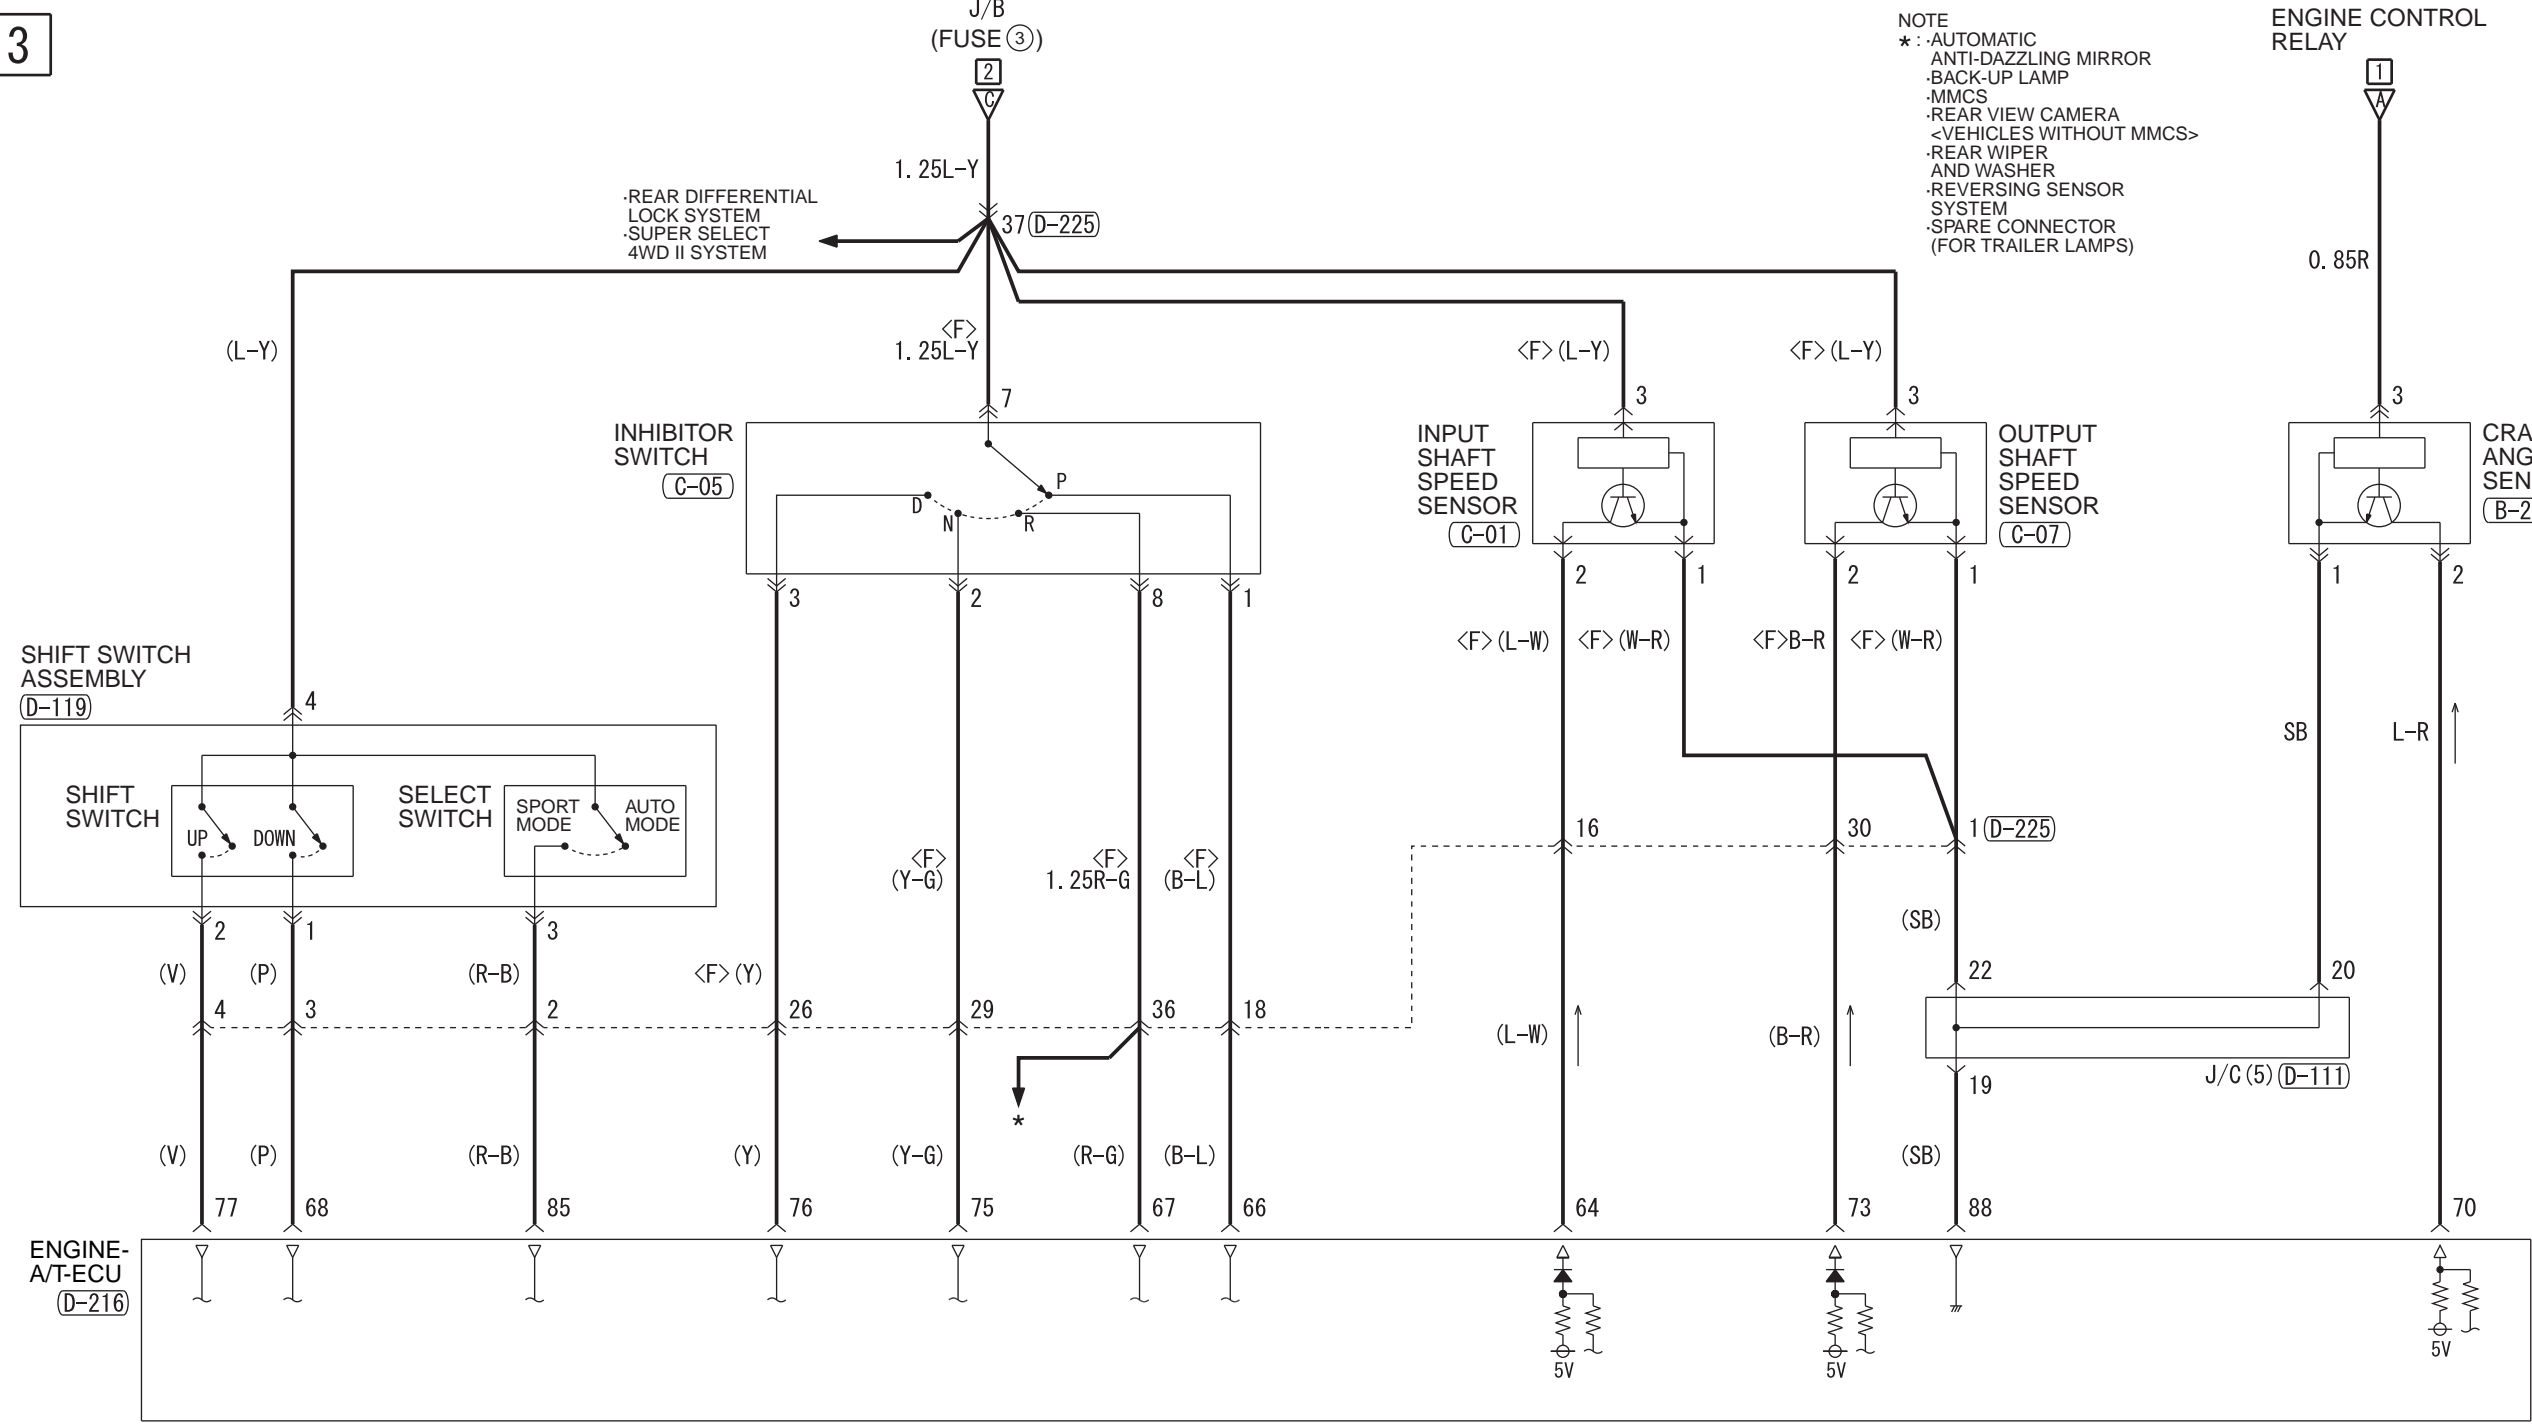 3
J/B
(FUSE 3)
2
C
1.25L-Y
NOTE
* : ·AUTOMATIC
ANTI-DAZZLING MIRROR
·BACK-UP LAMP
·MMCS
·REAR VIEW CAMERA
<VEHICLES WITHOUT MMCS>
·REAR WIPER
AND WASHER
·REVERSING SENSOR
SYSTEM
·SPARE CONNECTOR
(FOR TRAILER LAMPS)
ENGINE CONTROL
RELAY
1
A
0.85R
·REAR DIFFERENTIAL
LOCK SYSTEM
·SUPER SELECT
4WD II SYSTEM
37 D-225
(L-Y)
<F>
1.25L-Y
<F>(L-Y)
<F>(L-Y)
7
3
3
3
INHIBITOR
SWITCH
C-05
P
D
N
R
INPUT
SHAFT
SPEED
SENSOR
C-01
OUTPUT
SHAFT
SPEED
SENSOR
C-07
CRA
ANG
SEN
B-2
3
2
8
1
2
1
2
1
1
2
<F>(L-W)
<F>(W-R)
<F>B-R
<F>(W-R)
SB
L-R
SHIFT SWITCH
ASSEMBLY
D-119
4
SHIFT
SWITCH
UP
DOWN
SELECT
SWITCH
SPORT
MODE
AUTO
MODE
<F>
(Y-G)
<F>
1.25R-G
<F>
(B-L)
16
30
1 D-225
2
1
3
(SB)
(V)
(P)
(R-B)
<F>(Y)
22
20
4
3
2
26
29
36
18
(L-W)
(B-R)
J/C(5) D-111
19
*
(V)
(P)
(R-B)
(Y)
(Y-G)
(R-G)
(B-L)
(SB)
77
68
85
76
75
67
66
64
73
88
70
ENGINE-
A/T-ECU
D-216
5V
5V
5V